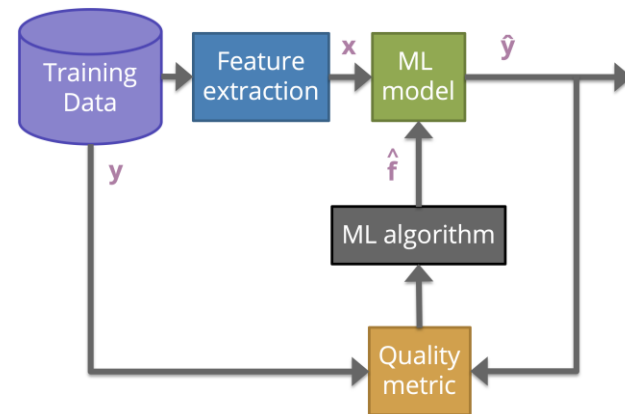 Training
Data
Feature
extraction
x
ML
model
ŷ
y
f̂
ML algorithm
Quality
metric